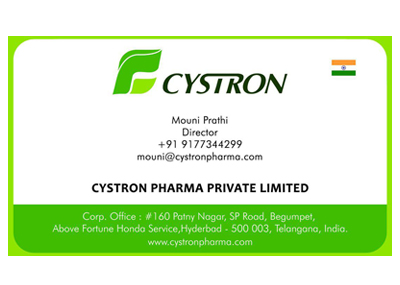 CYSTRON
Mouni Prathi
Director
+91 9177344299
mouni@cystronpharma.com
CYSTRON PHARMA PRIVATE LIMITED
Corp. Office : #160 Patny Nagar, SP Road, Begumpet,
Above Fortune Honda Service,Hyderbad - 500 003, Telangana, India.
www.cystronpharma.com